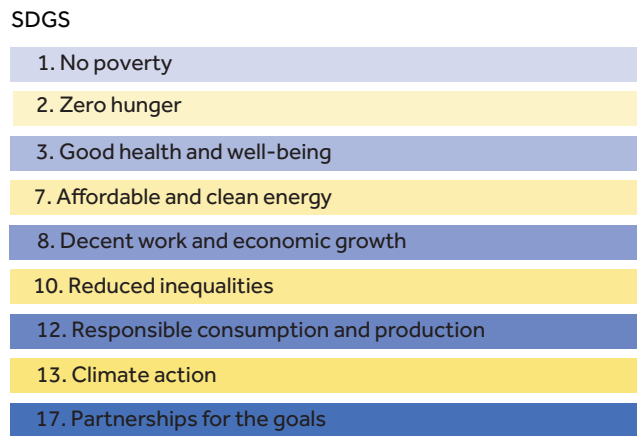 SDGS
1. No poverty
2. Zero hunger
3. Good health and well-being
7. Affordable and clean energy
8. Decent work and economic growth
10. Reduced inequalities
12. Responsible consumption and production
13. Climate action
17. Partnerships for the goals